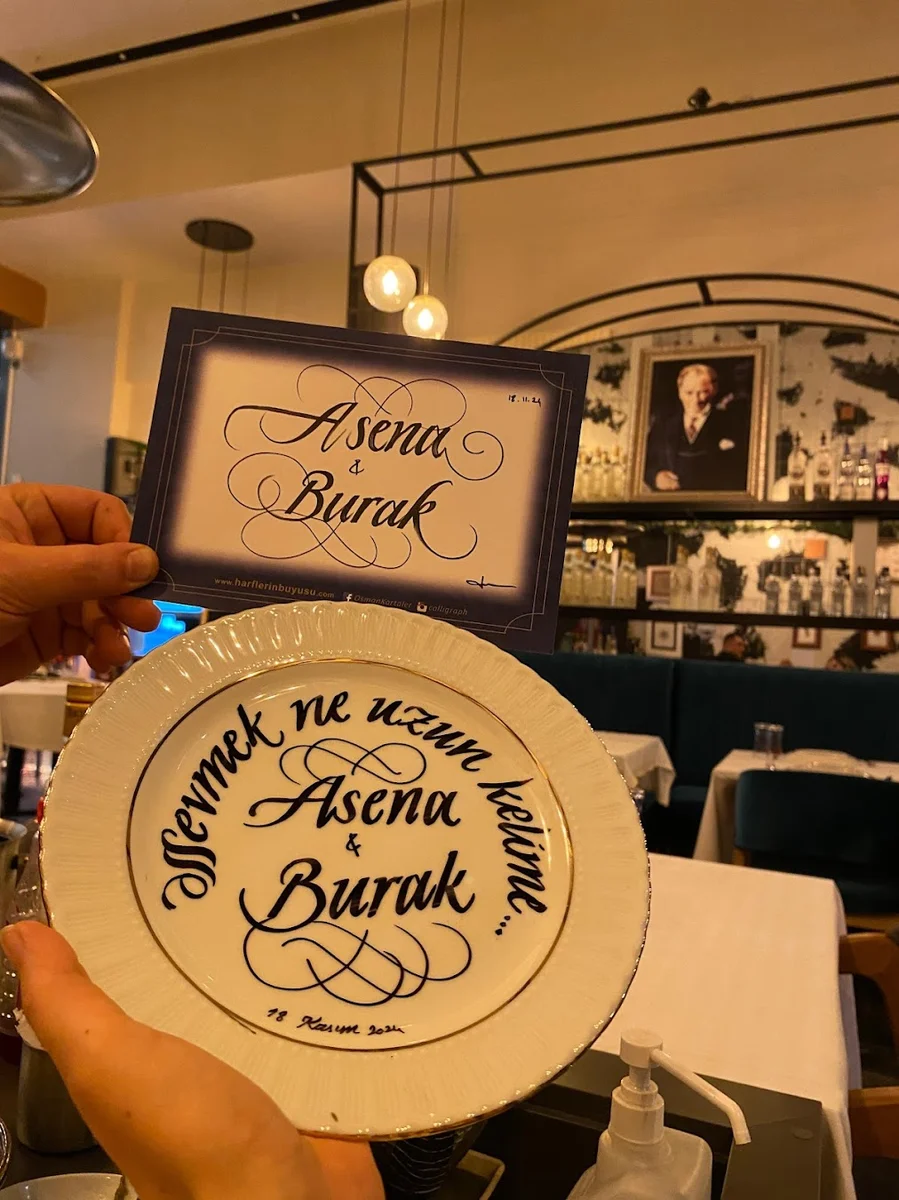 18.11.24
Asena
&
Burak
www.harflerinbuyusu.com OsmanKartaler calligraph
Sevmek ne uzun kelime...
Asena
&
Burak
18 Kasım 2024